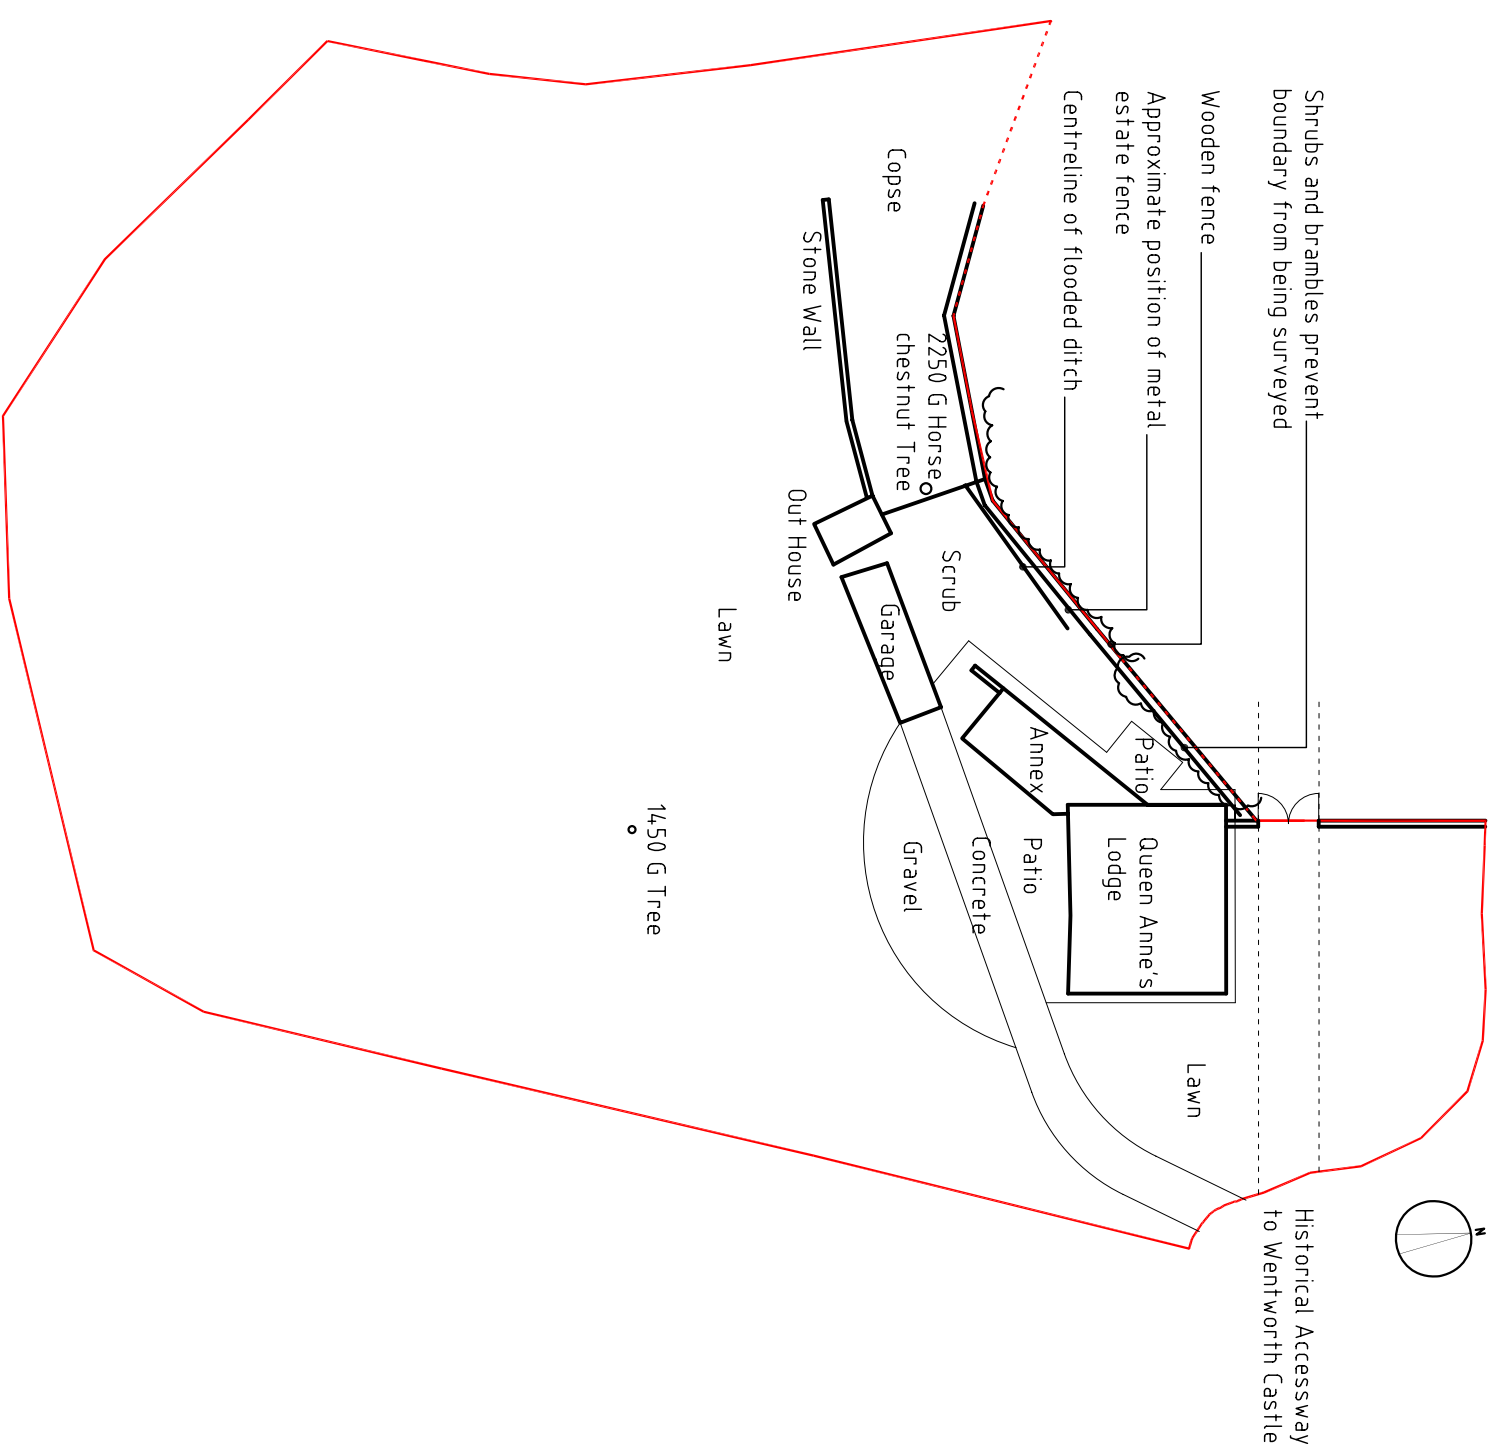 Shrubs and brambles prevent
boundary from being surveyed
Wooden fence
Approximate position of metal
estate fence
Centreline of flooded ditch
Copse
Stone Wall
2250 G Horse
chestnut Tree
Out House
Scrub
Garage
Lawn
Annex
Patio
Queen Anne's
Lodge
Patio
Concrete
Gravel
1450 G Tree
Lawn
N
Historical Accessway
to Wentworth Castle